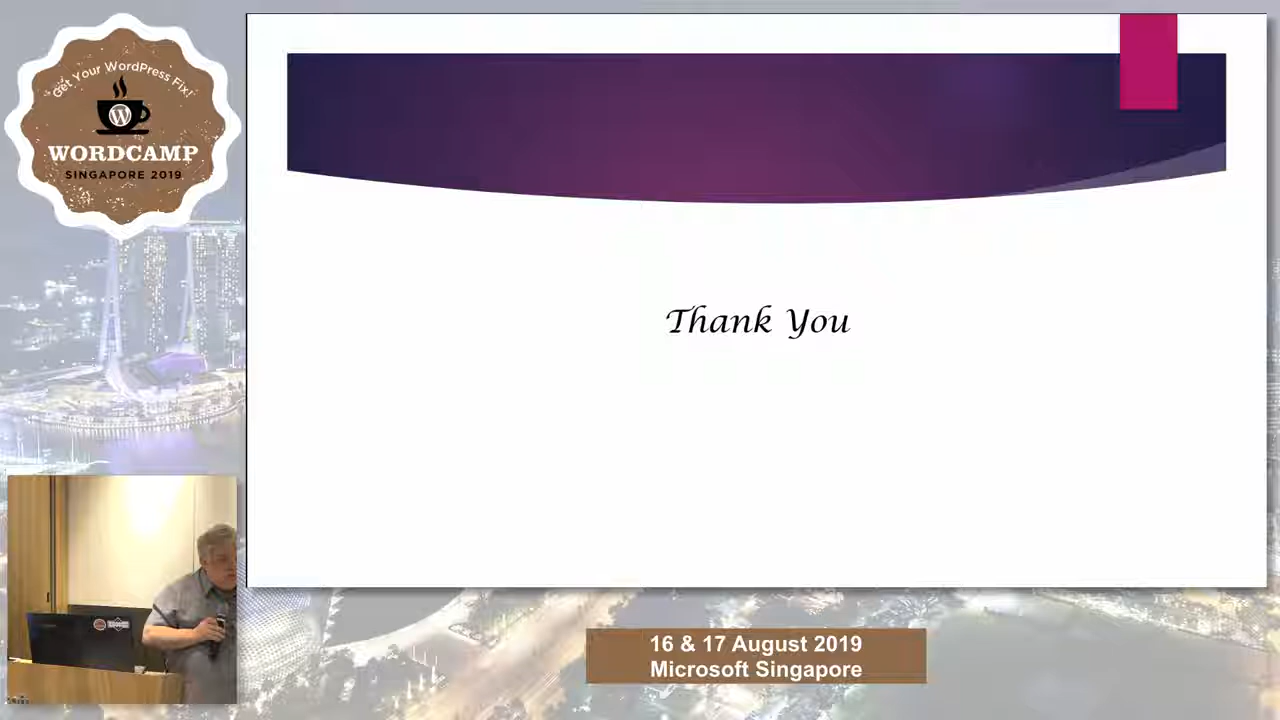 Get Your WordPress Fix!
WORDCAMP
SINGAPORE 2019
Thank You
16 & 17 August 2019
Microsoft Singapore